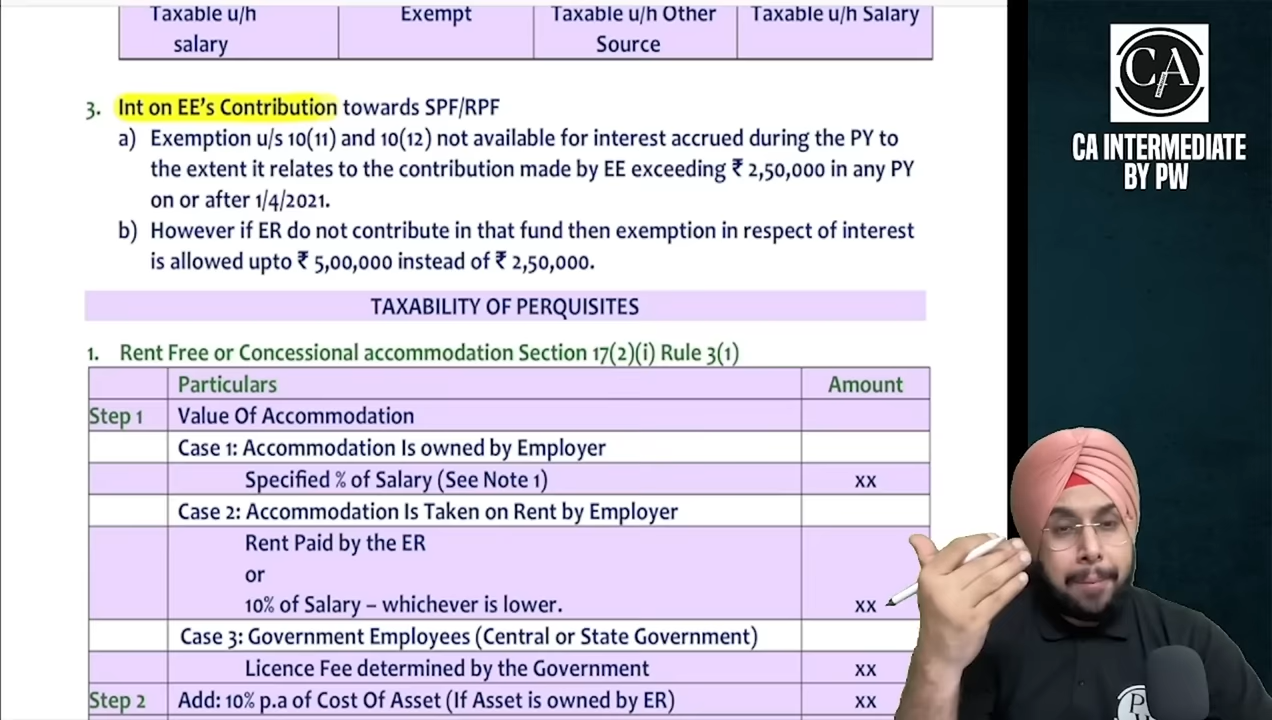 Taxable u/h salary
Exempt
Taxable u/h Other Source
Taxable u/h Salary
3. Int on EE's Contribution towards SPF/RPF
a) Exemption u/s 10(11) and 10(12) not available for interest accrued during the PY to
the extent it relates to the contribution made by EE exceeding ₹ 2,50,000 in any PY
on or after 1/4/2021.
b) However if ER do not contribute in that fund then exemption in respect of interest
is allowed upto ₹ 5,00,000 instead of ₹ 2,50,000.
TAXABILITY OF PERQUISITES
1. Rent Free or Concessional accommodation Section 17(2)(i) Rule 3(1)
Particulars Amount
Step 1 Value Of Accommodation
Case 1: Accommodation Is owned by Employer
Specified % of Salary (See Note 1) xx
Case 2: Accommodation Is Taken on Rent by Employer
Rent Paid by the ER
or
10% of Salary – whichever is lower. xx
Case 3: Government Employees (Central or State Government)
Licence Fee determined by the Government xx
Step 2 Add: 10% p.a of Cost Of Asset (If Asset is owned by ER) xx
CA
CA INTERMEDIATE
BY PW